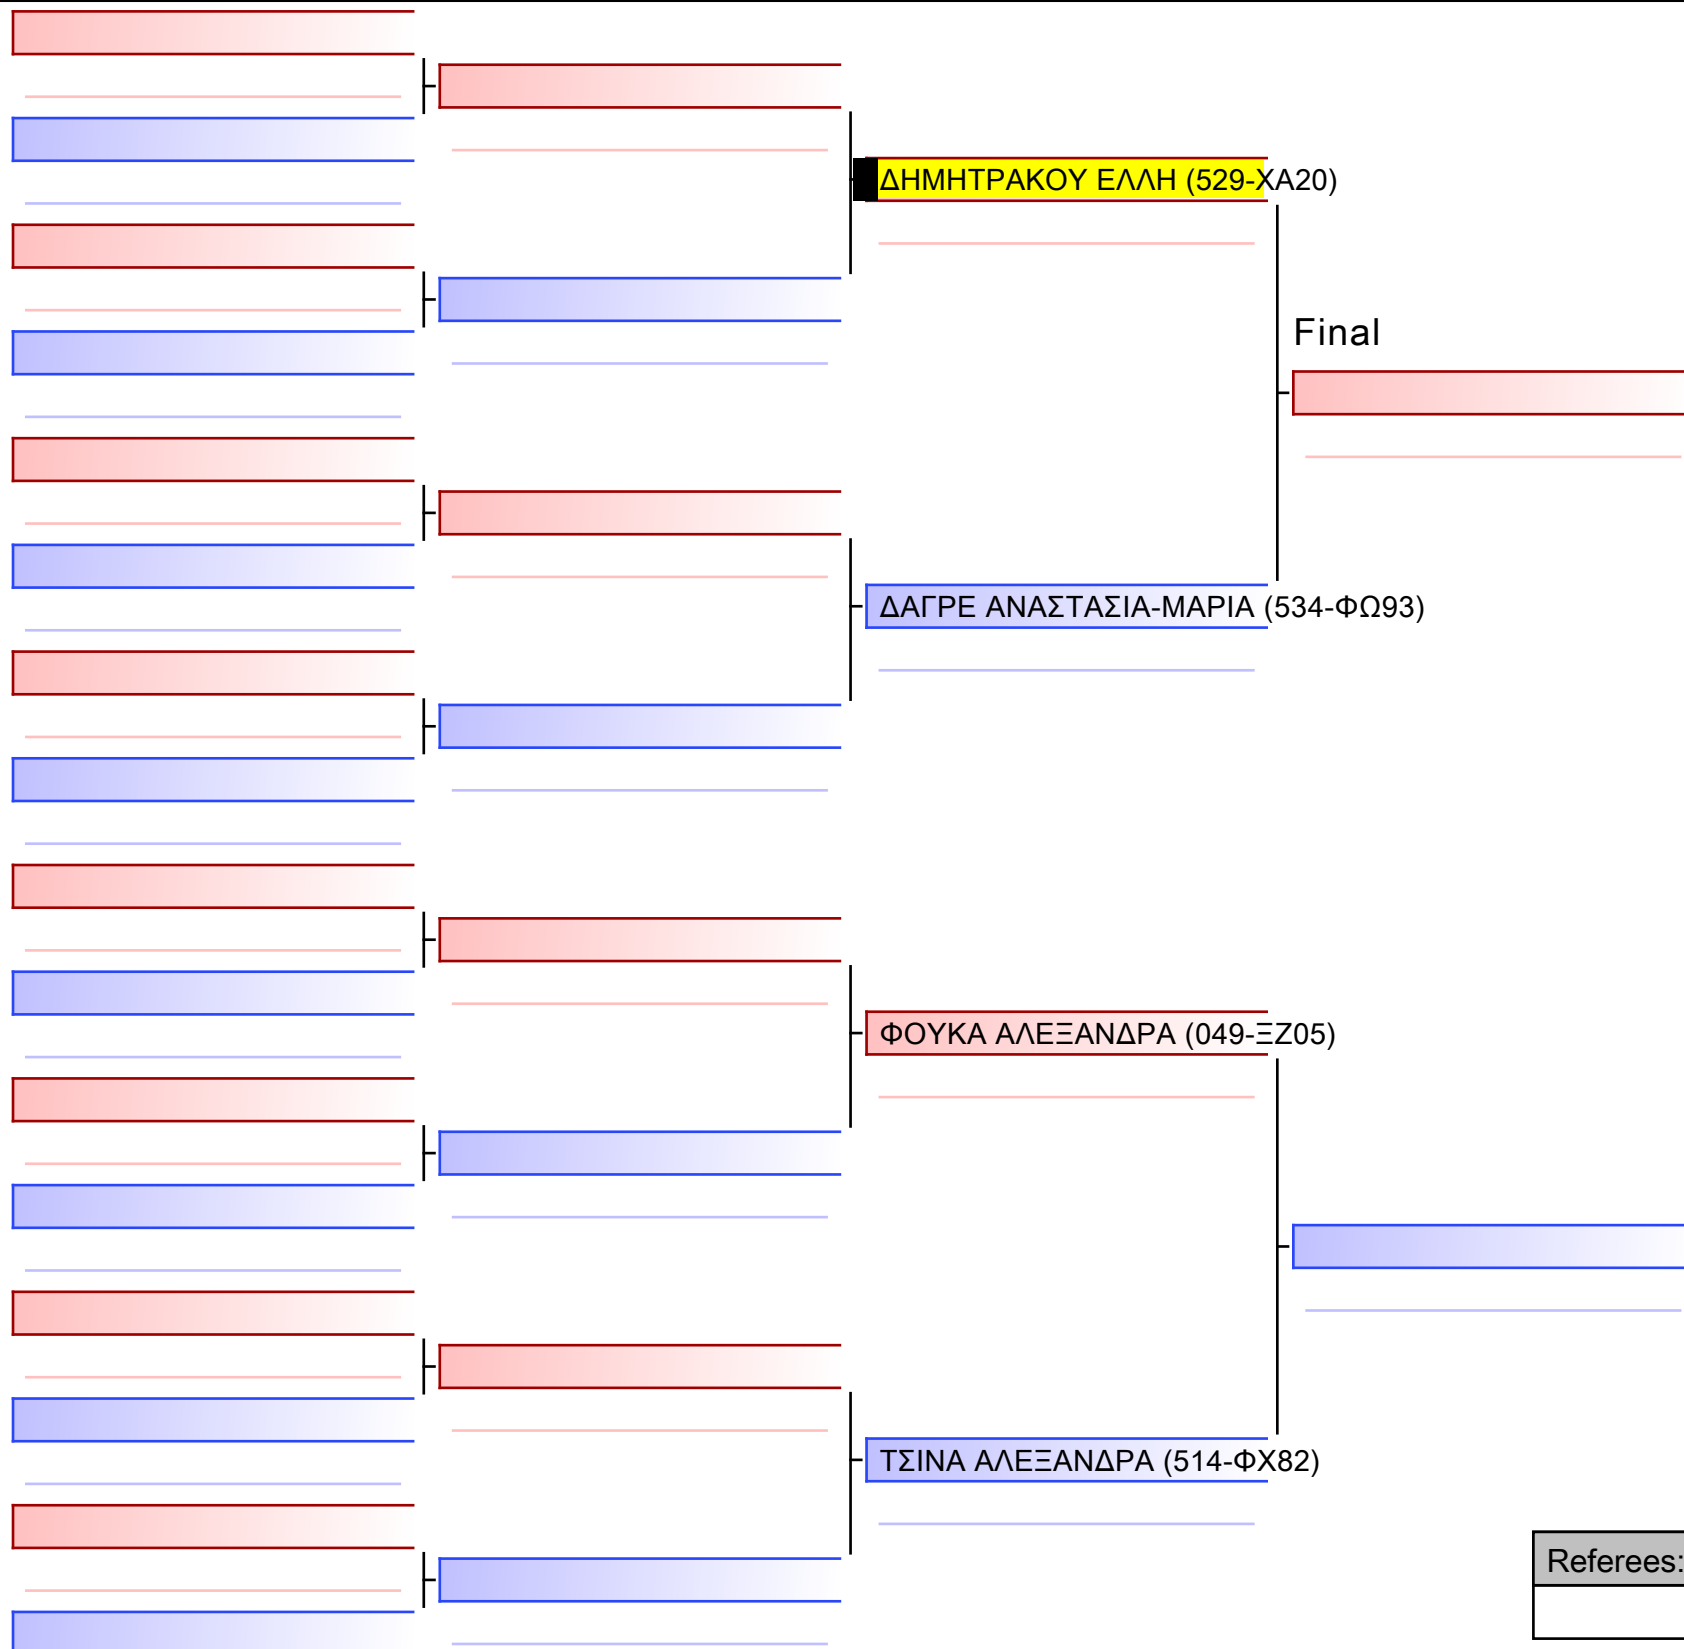 ΔΗΜΗΤΡΑΚΟΥ ΕΛΛΗ (529-ΧΑ20)
Final
ΔΑΓΡΕ ΑΝΑΣΤΑΣΙΑ-ΜΑΡΙΑ (534-ΦΩ93)
ΦΟΥΚΑ ΑΛΕΞΑΝΔΡΑ (049-ΞΖ05)
ΤΣΙΝΑ ΑΛΕΞΑΝΔΡΑ (514-ΦΧ82)
Referees: